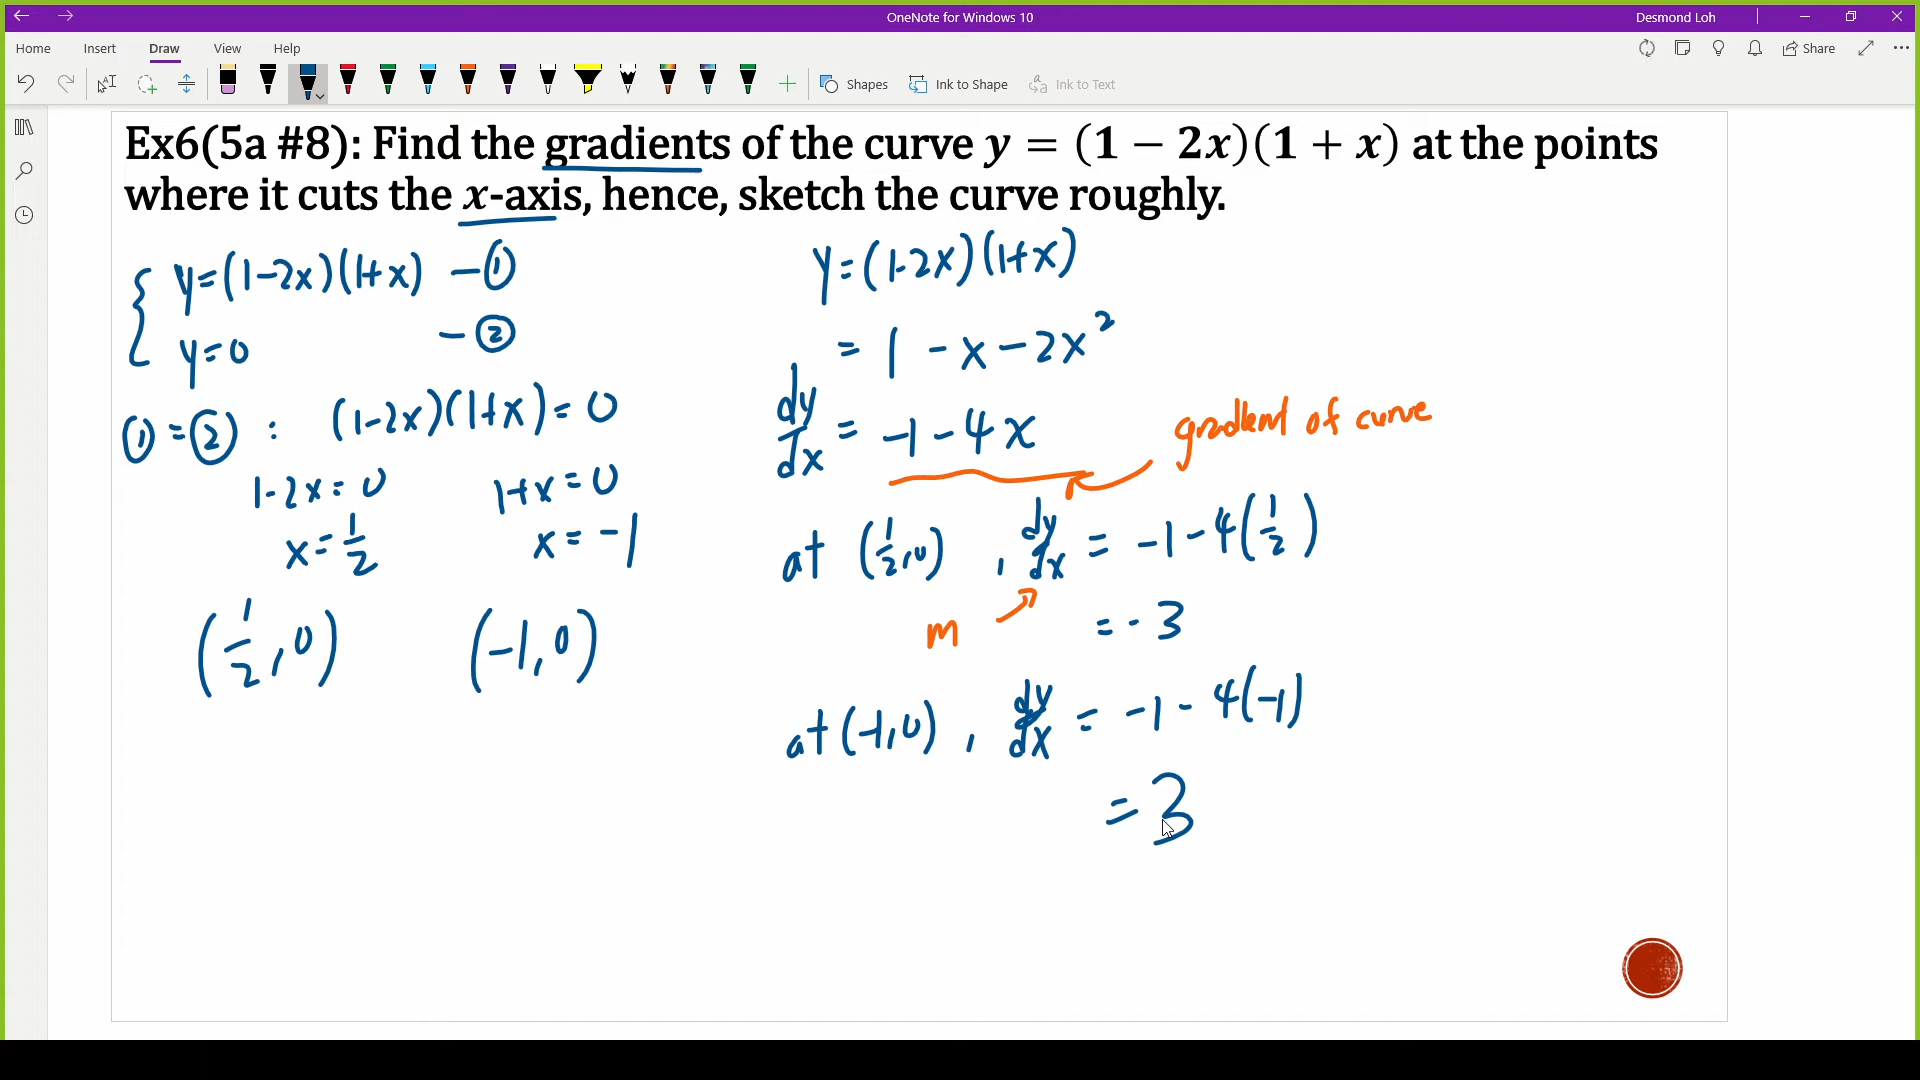 OneNote for Windows 10
Desmond Loh
Home Insert Draw View Help
Share
Shapes Ink to Shape Ink to Text
Ex6(5a #8): Find the gradients of the curve y = (1 − 2x)(1 + x) at the points
where it cuts the x-axis, hence, sketch the curve roughly.
{ y=(1-2x)(1+x) — ①
y=0 — ②
① = ② : (1-2x)(1+x)=0
1-2x=0 1+x=0
x=1/2 x=-1
(1/2, 0) (-1, 0)
y=(1-2x)(1+x)
= 1 - x - 2x²
dy/dx = -1 - 4x
gradient of curve
at (1/2, 0) , dy/dx = -1 - 4(1/2)
m
= -3
at (-1, 0) , dy/dx = -1 - 4(-1)
= 3